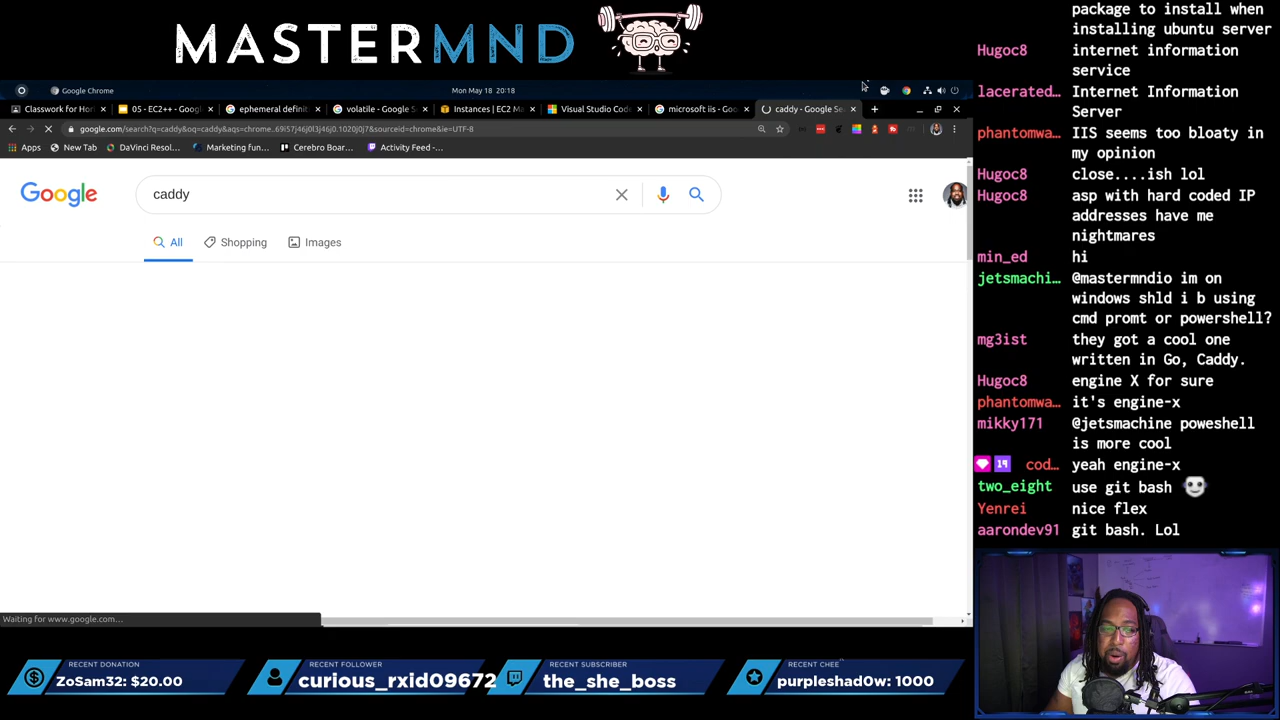 MASTERMND
Google Chrome
Mon May 18 20:18
Classwork for Hori
05 - EC2++ - Googl
ephemeral definit
volatile - Google S
Instances | EC2 Ma
Visual Studio Code
microsoft iis - Goo
caddy - Google Se
google.com/search?q=caddy&oq=caddy&aqs=chrome..69i57j46j0l3j46j0.1020j0j7&sourceid=chrome&ie=UTF-8
Apps
New Tab
DaVinci Resol...
Marketing fun...
Cerebro Boar...
Activity Feed -...
Google
caddy
All
Shopping
Images
Waiting for www.google.com...
package to install when
installing ubuntu server
Hugoc8 internet information
service
lacerated… Internet Information
Server
phantomwa… IIS seems too bloaty in
my opinion
Hugoc8 close....ish lol
Hugoc8 asp with hard coded IP
addresses have me
nightmares
min_ed hi
jetsmachi… @mastermndio im on
windows shld i b using
cmd promt or powershell?
mg3ist they got a cool one
written in Go, Caddy.
Hugoc8 engine X for sure
phantomwa… it's engine-x
mikky171 @jetsmachine poweshell
is more cool
19 cod… yeah engine-x
two_eight use git bash
Yenrei nice flex
aarondev91 git bash. Lol
RECENT DONATION
ZoSam32: $20.00
RECENT FOLLOWER
curious_rxid09672
RECENT SUBSCRIBER
the_she_boss
RECENT CHEE
purpleshad0w: 1000